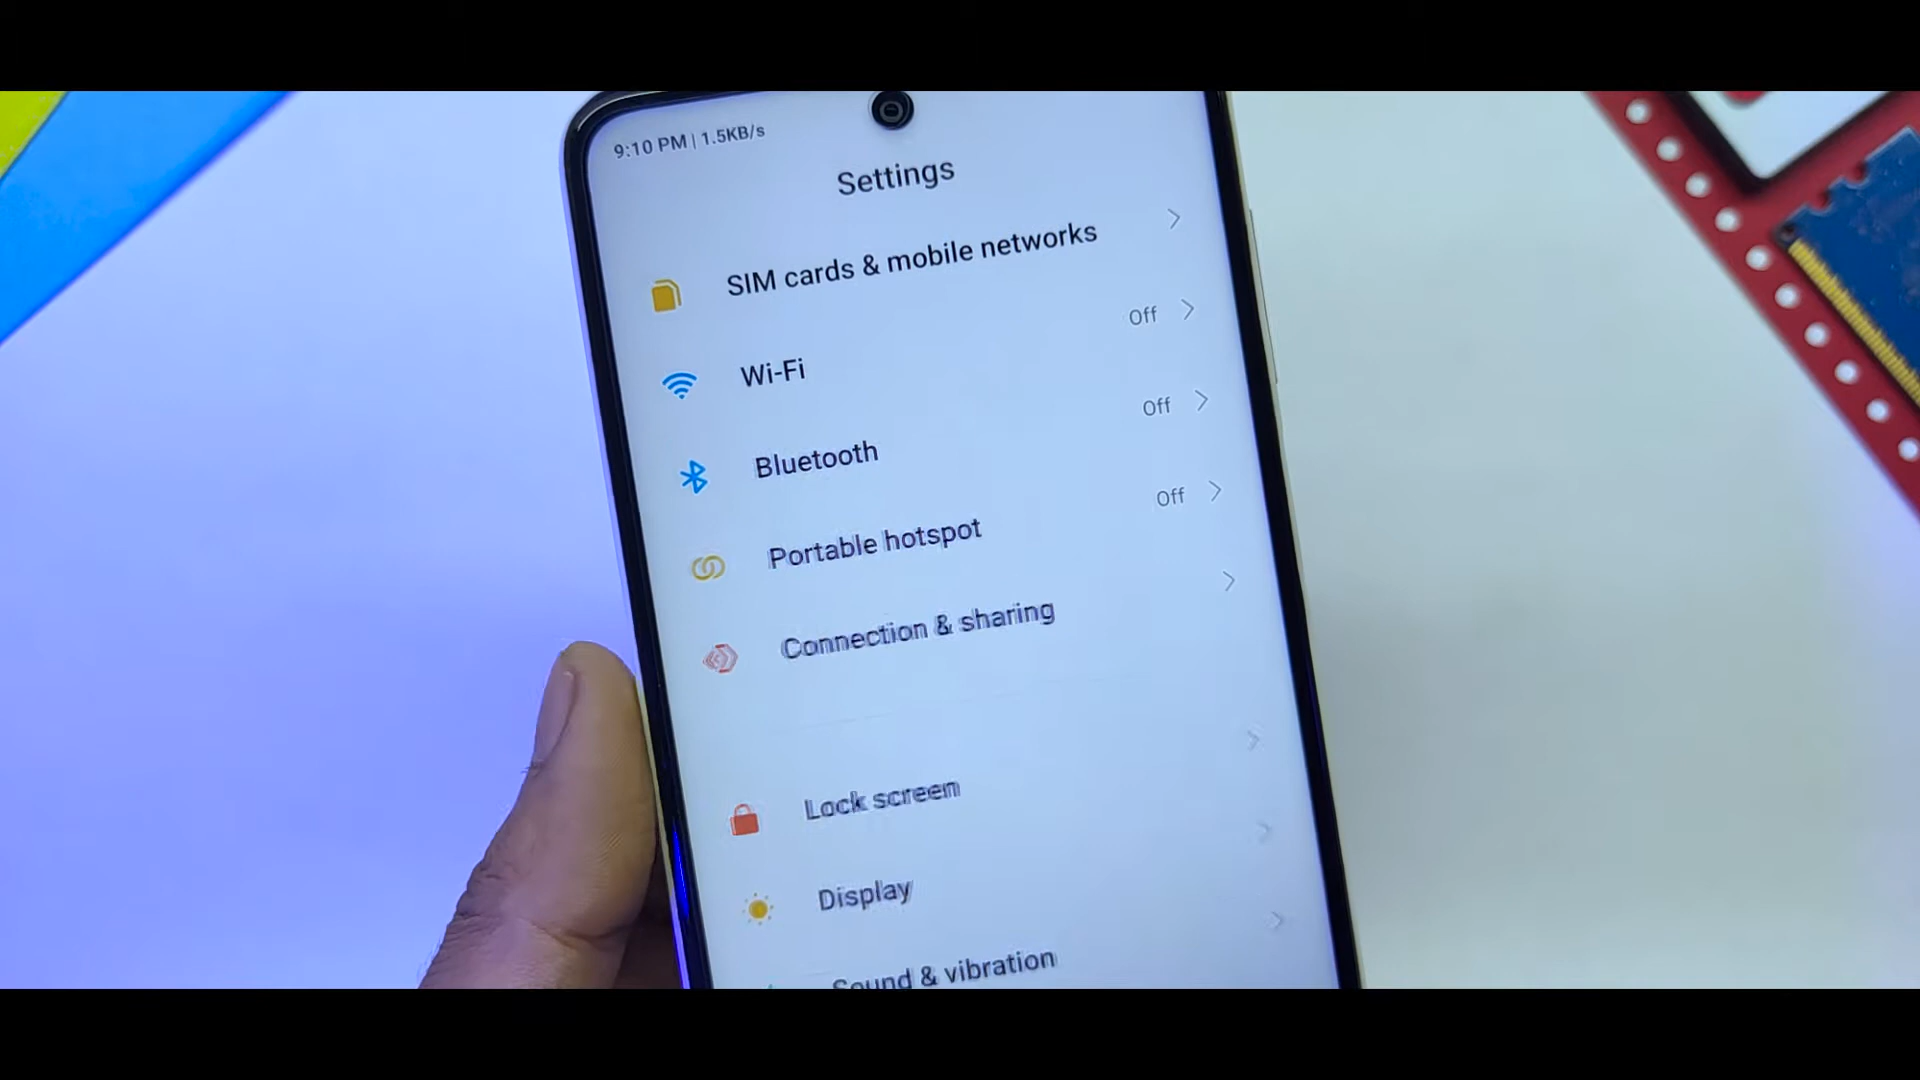 9:10 PM | 1.5KB/s
Settings
SIM cards & mobile networks
Wi-Fi Off
Bluetooth Off
Portable hotspot Off
Connection & sharing
Lock screen
Display
Sound & vibration